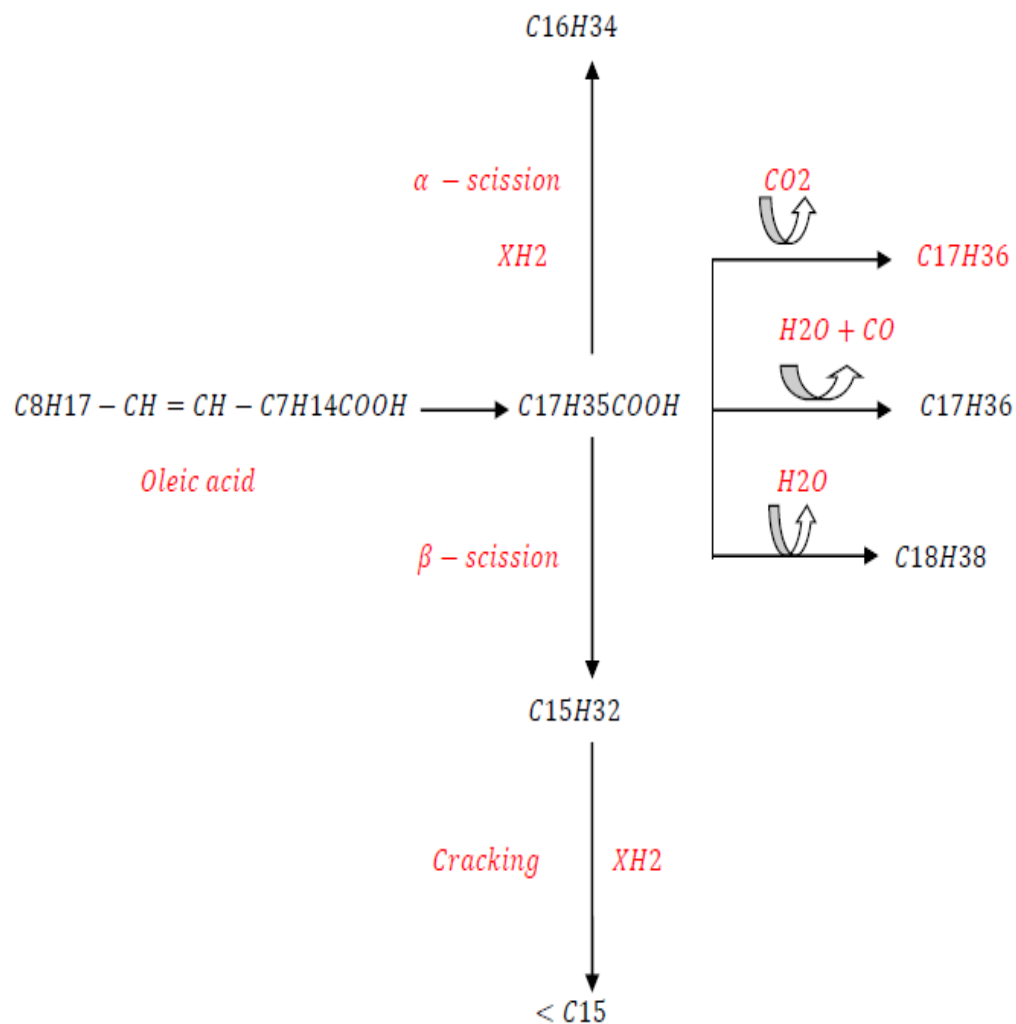 C16H34
α − scission
CO2
XH2
C17H36
H2O + CO
C8H17 − CH = CH − C7H14COOH
C17H35COOH
C17H36
Oleic acid
H2O
β − scission
C18H38
C15H32
Cracking
XH2
< C15